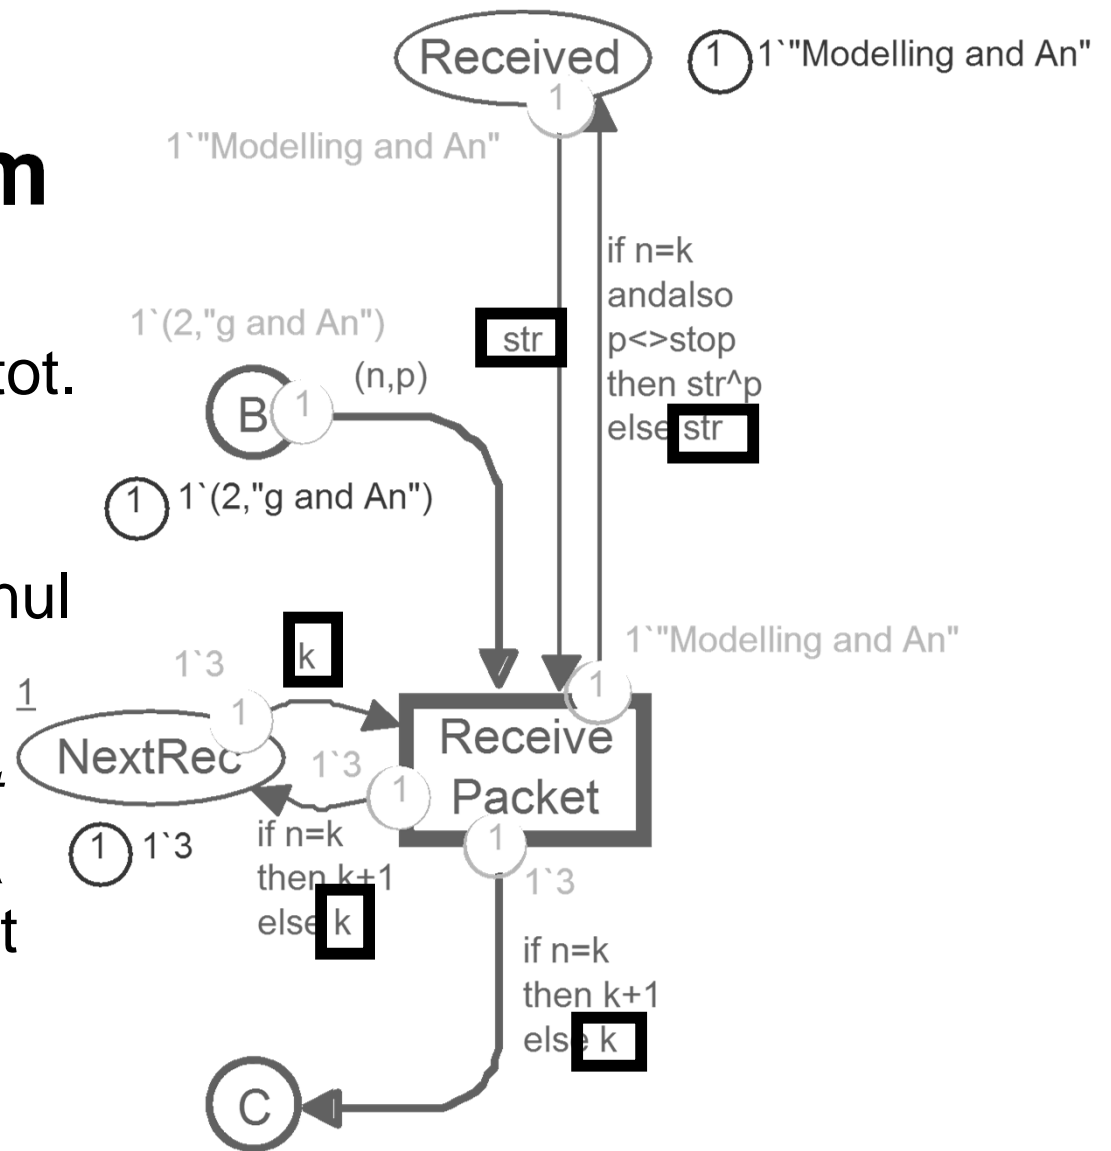 Received
1
1`"Modelling and An"
1
1`"Modelling and An"
m
if n=k
andalso
p<>stop
then str^p
else str
str
1`(2,"g and An")
tot.
(n,p)
B
1
1
1`(2,"g and An")
nul
k
1`3
1
1
1`"Modelling and An"
1
NextRec
1`3
1
Receive
Packet
1
1`3
if n=k
then k+1
else k
1
1`3
t
if n=k
then k+1
else k
C